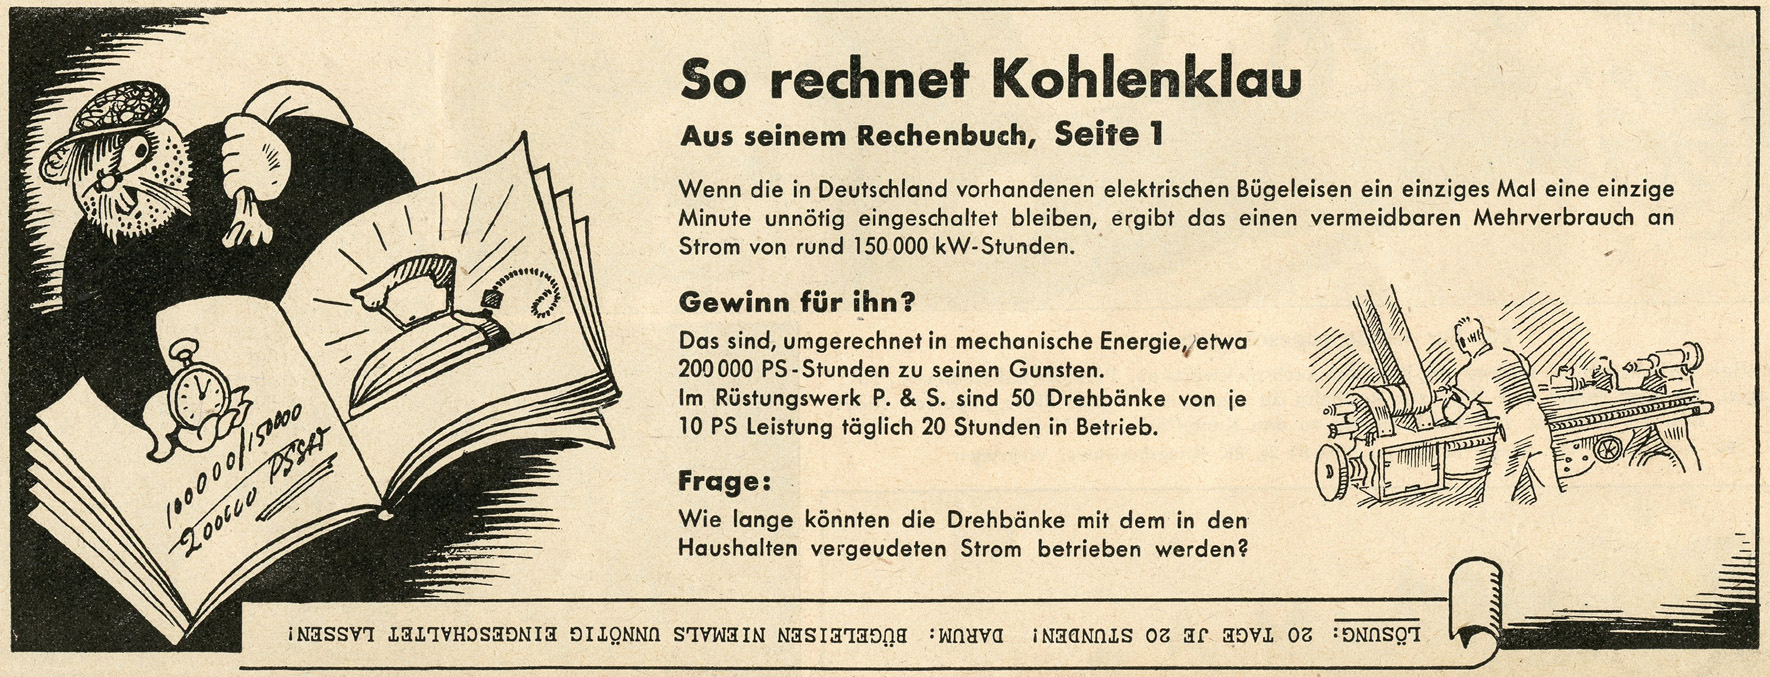 So rechnet Kohlenklau
Aus seinem Rechenbuch, Seite 1
Wenn die in Deutschland vorhandenen elektrischen Bügeleisen ein einziges Mal eine einzige
Minute unnötig eingeschaltet bleiben, ergibt das einen vermeidbaren Mehrverbrauch an
Strom von rund 150 000 kW-Stunden.
Gewinn für ihn?
Das sind, umgerechnet in mechanische Energie, etwa
200 000 PS-Stunden zu seinen Gunsten.
Im Rüstungswerk P. & S. sind 50 Drehbänke von je
10 PS Leistung täglich 20 Stunden in Betrieb.
Frage:
Wie lange könnten die Drehbänke mit dem in den
Haushalten vergeudeten Strom betrieben werden?
100000/150000
200000 PSSt
LÖSUNG: 20 TAGE JE 20 STUNDEN! DARUM: BÜGELEISEN NIEMALS UNNÖTIG EINGESCHALTET LASSEN!